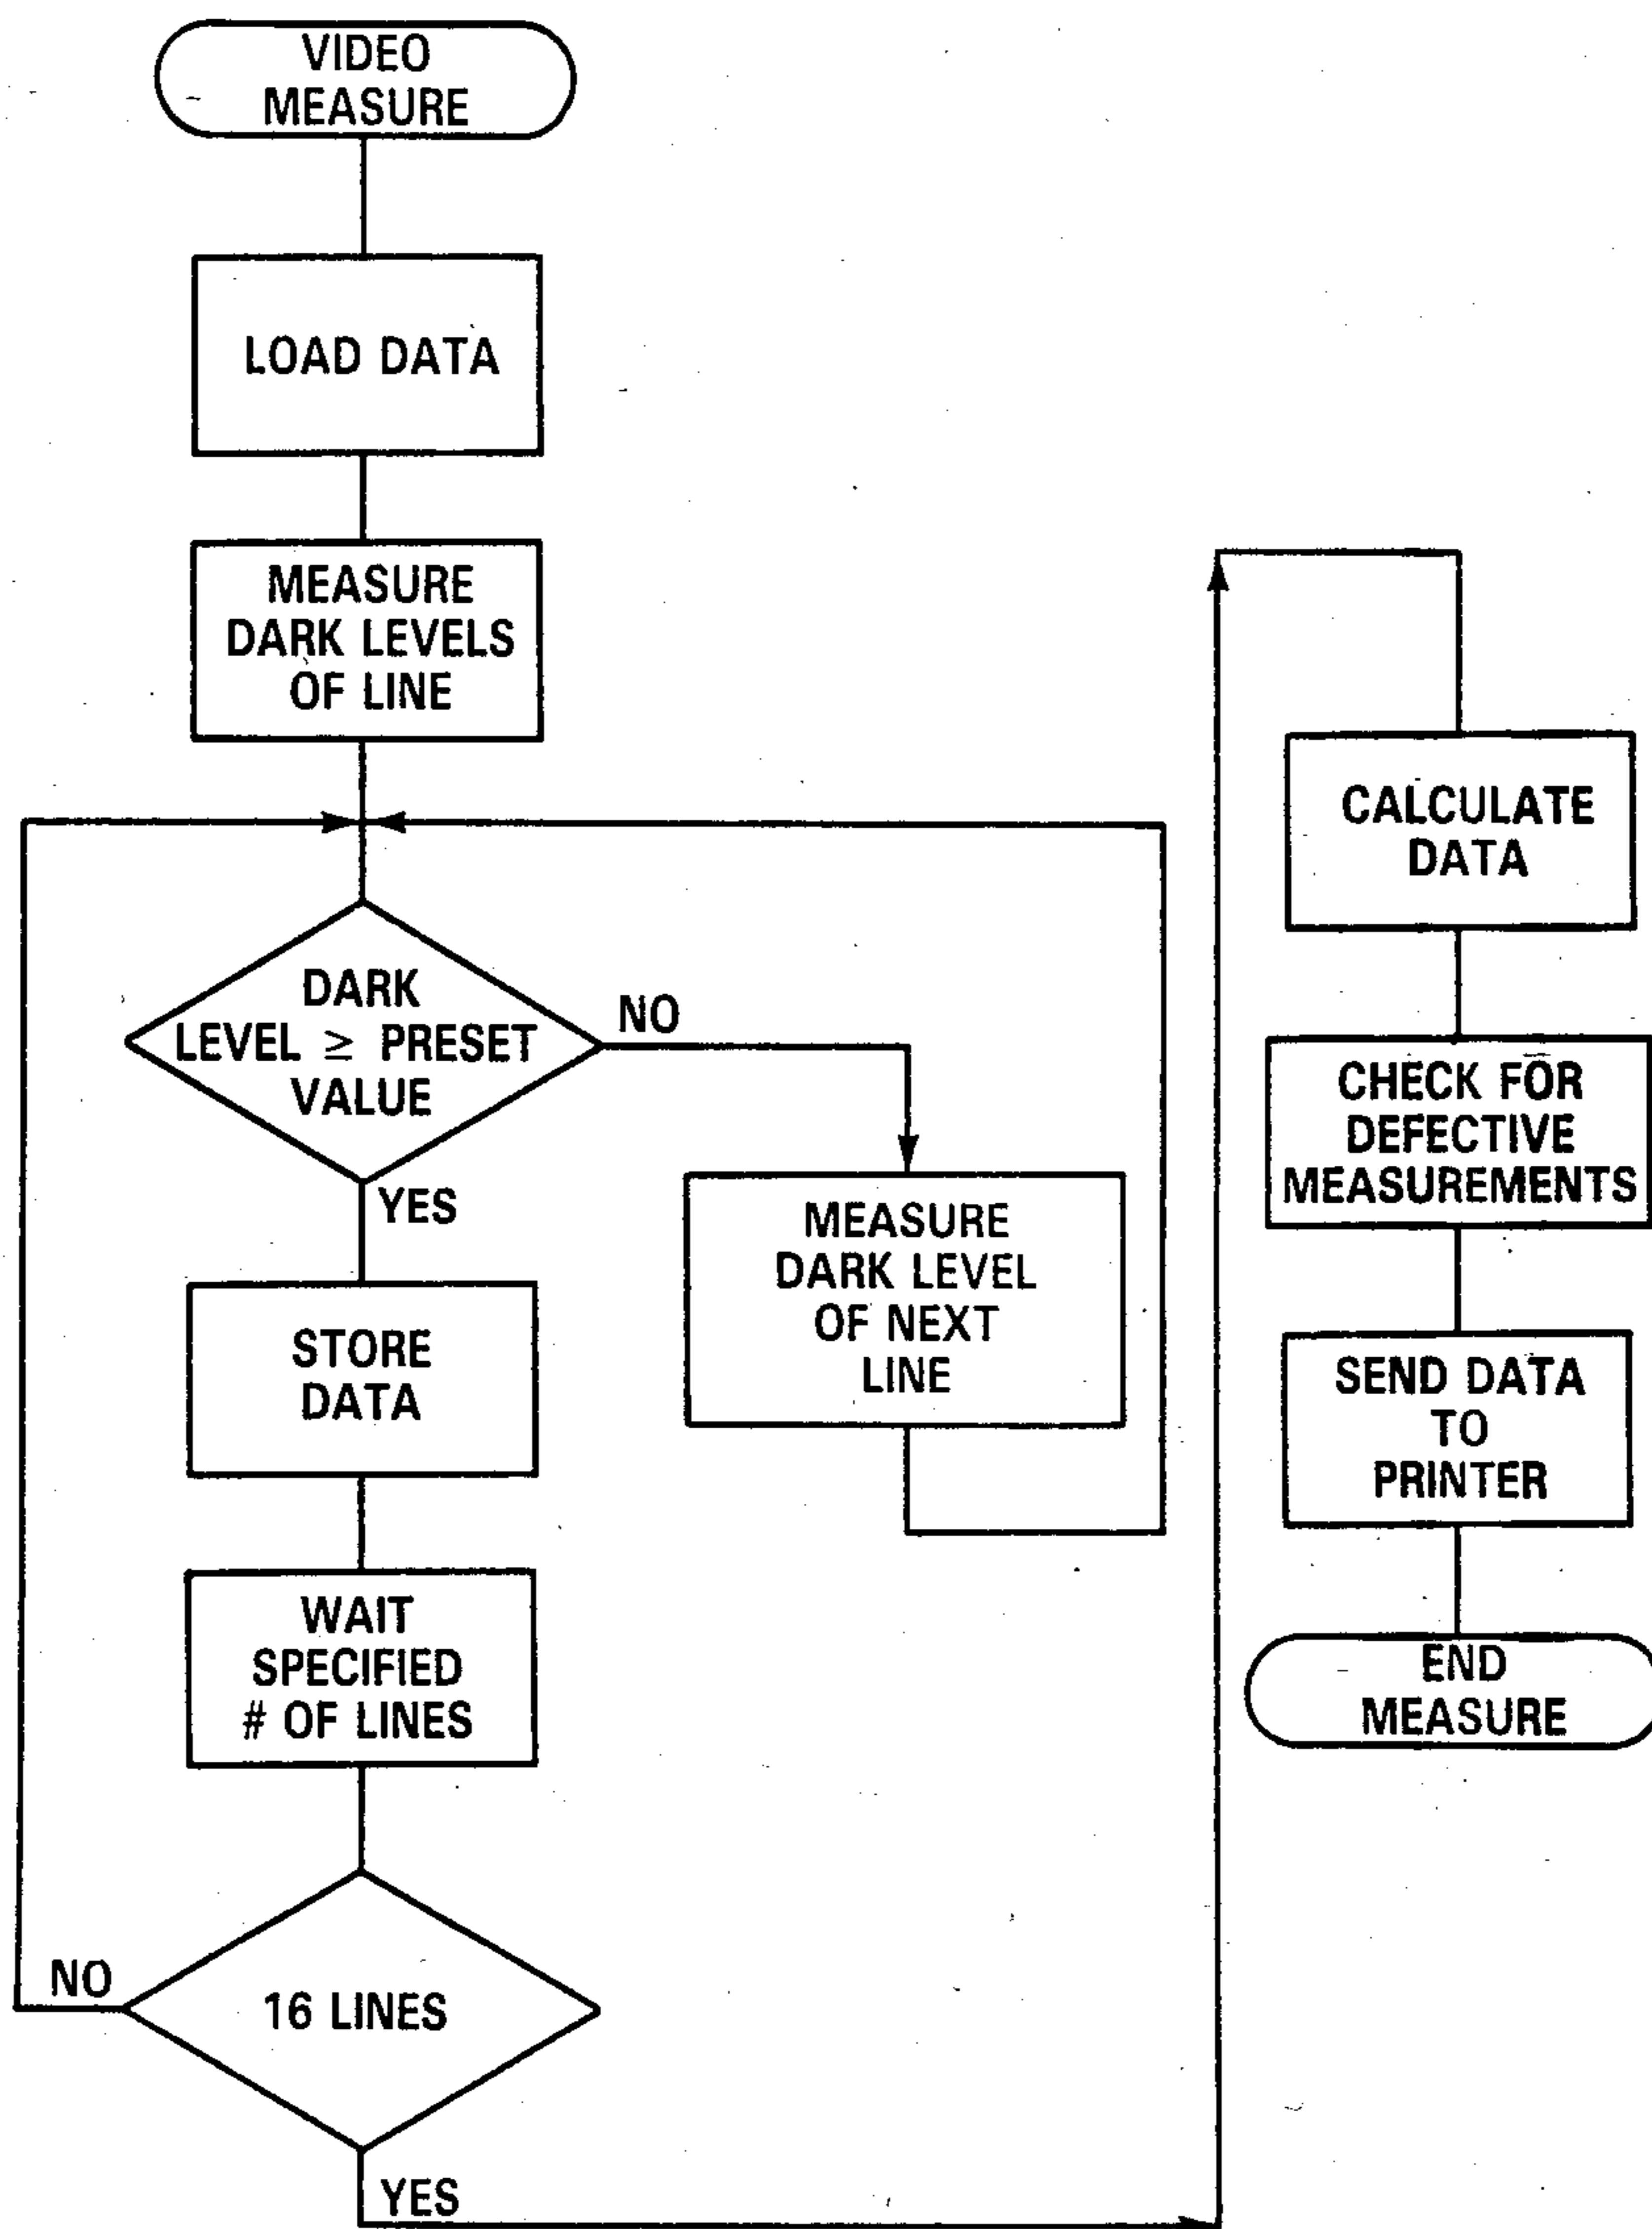 VIDEO
MEASURE
LOAD DATA
MEASURE
DARK LEVELS
OF LINE
DARK
LEVEL ≥ PRESET
VALUE
NO
YES
MEASURE
DARK LEVEL
OF NEXT
LINE
STORE
DATA
WAIT
SPECIFIED
# OF LINES
16 LINES
NO
YES
CALCULATE
DATA
CHECK FOR
DEFECTIVE
MEASUREMENTS
SEND DATA
TO
PRINTER
END
MEASURE